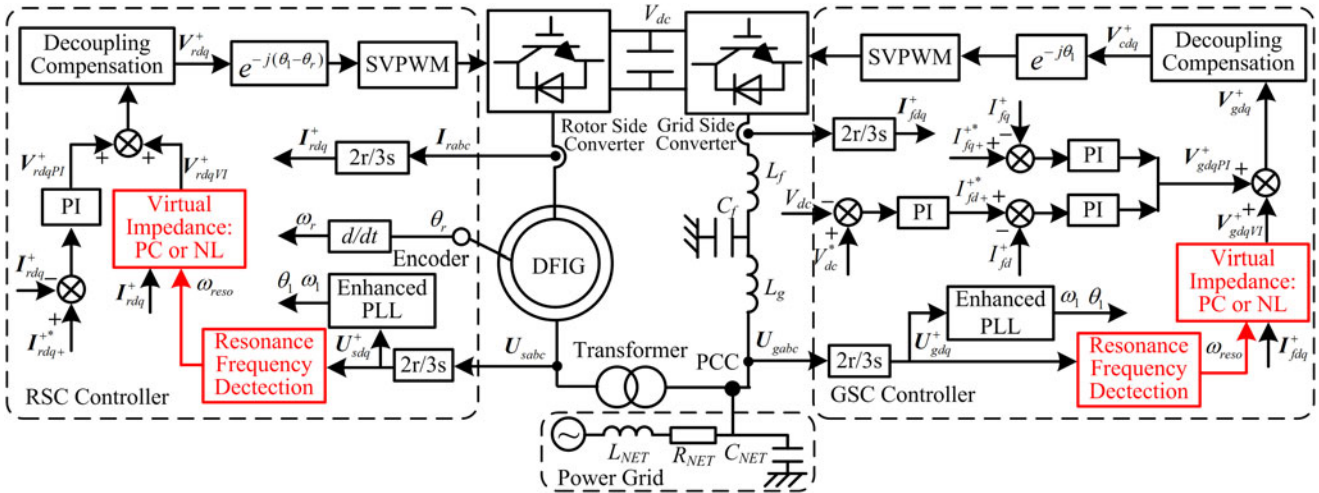 Decoupling
Compensation
V⁺rdq
e^−j(θ₁−θr)
SVPWM
Vdc
SVPWM
e^−jθ₁
V⁺cdq
Decoupling
Compensation
V⁺rdqPI
V⁺rdqVI
+
+
PI
Virtual
Impedance:
PC or NL
I⁺rdq
−
+
I⁺*rdq+
I⁺rdq
ωreso
I⁺rdq
2r/3s
Irabc
ωr
d/dt
θr
Encoder
θ₁ ω₁
Enhanced
PLL
U⁺sdq
2r/3s
Usabc
Resonance
Frequency
Dectection
RSC Controller
Rotor Side
Converter
Grid Side
Converter
DFIG
Lf
Cf
Lg
Transformer
PCC
Ugabc
LNET
RNET
CNET
Power Grid
2r/3s
I⁺fdq
I⁺fq
I⁺*fq+
−
+
PI
Vdc
−
+
V*dc
PI
I⁺*fd+
+
−
I⁺fd
PI
V⁺gdqPI
+
+
V⁺gdq
V⁺gdqVI
Virtual
Impedance:
PC or NL
2r/3s
U⁺gdq
Enhanced
PLL
ω₁ θ₁
Resonance
Frequency
Dectection
ωreso
I⁺fdq
GSC Controller